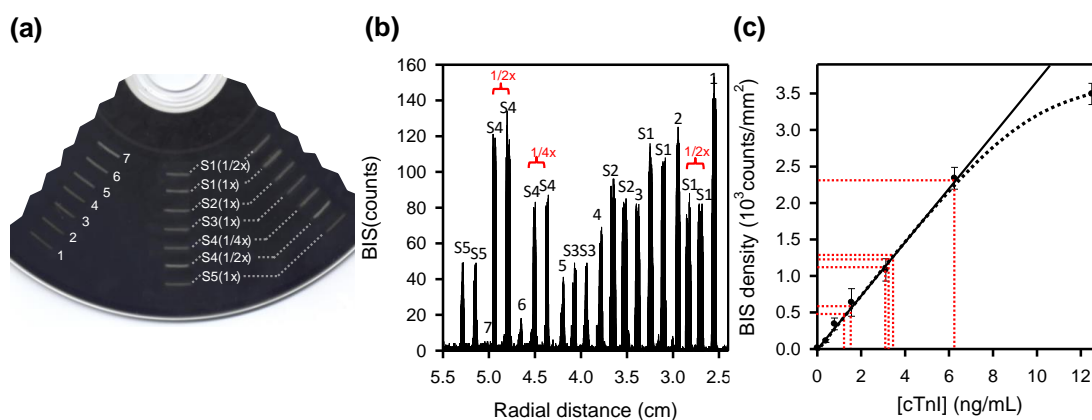 (a)
7
6
5
4
3
2
1
S1(1/2x)
S1(1x)
S2(1x)
S3(1x)
S4(1/4x)
S4(1/2x)
S5(1x)
(b)
BIS(counts)
160
140
120
100
80
60
40
20
0
1/2x
1/4x
1/2x
S5
S5
7
S4
S4
6
S4
S4
5
S3S3
4
S2
S2
3
S1
S1
2
S1
S1
1
5.5 5.0 4.5 4.0 3.5 3.0 2.5
Radial distance (cm)
(c)
BIS density (10³ counts/mm²)
3.5
3.0
2.5
2.0
1.5
1.0
0.5
0.0
0 2 4 6 8 10 12
[cTnI] (ng/mL)